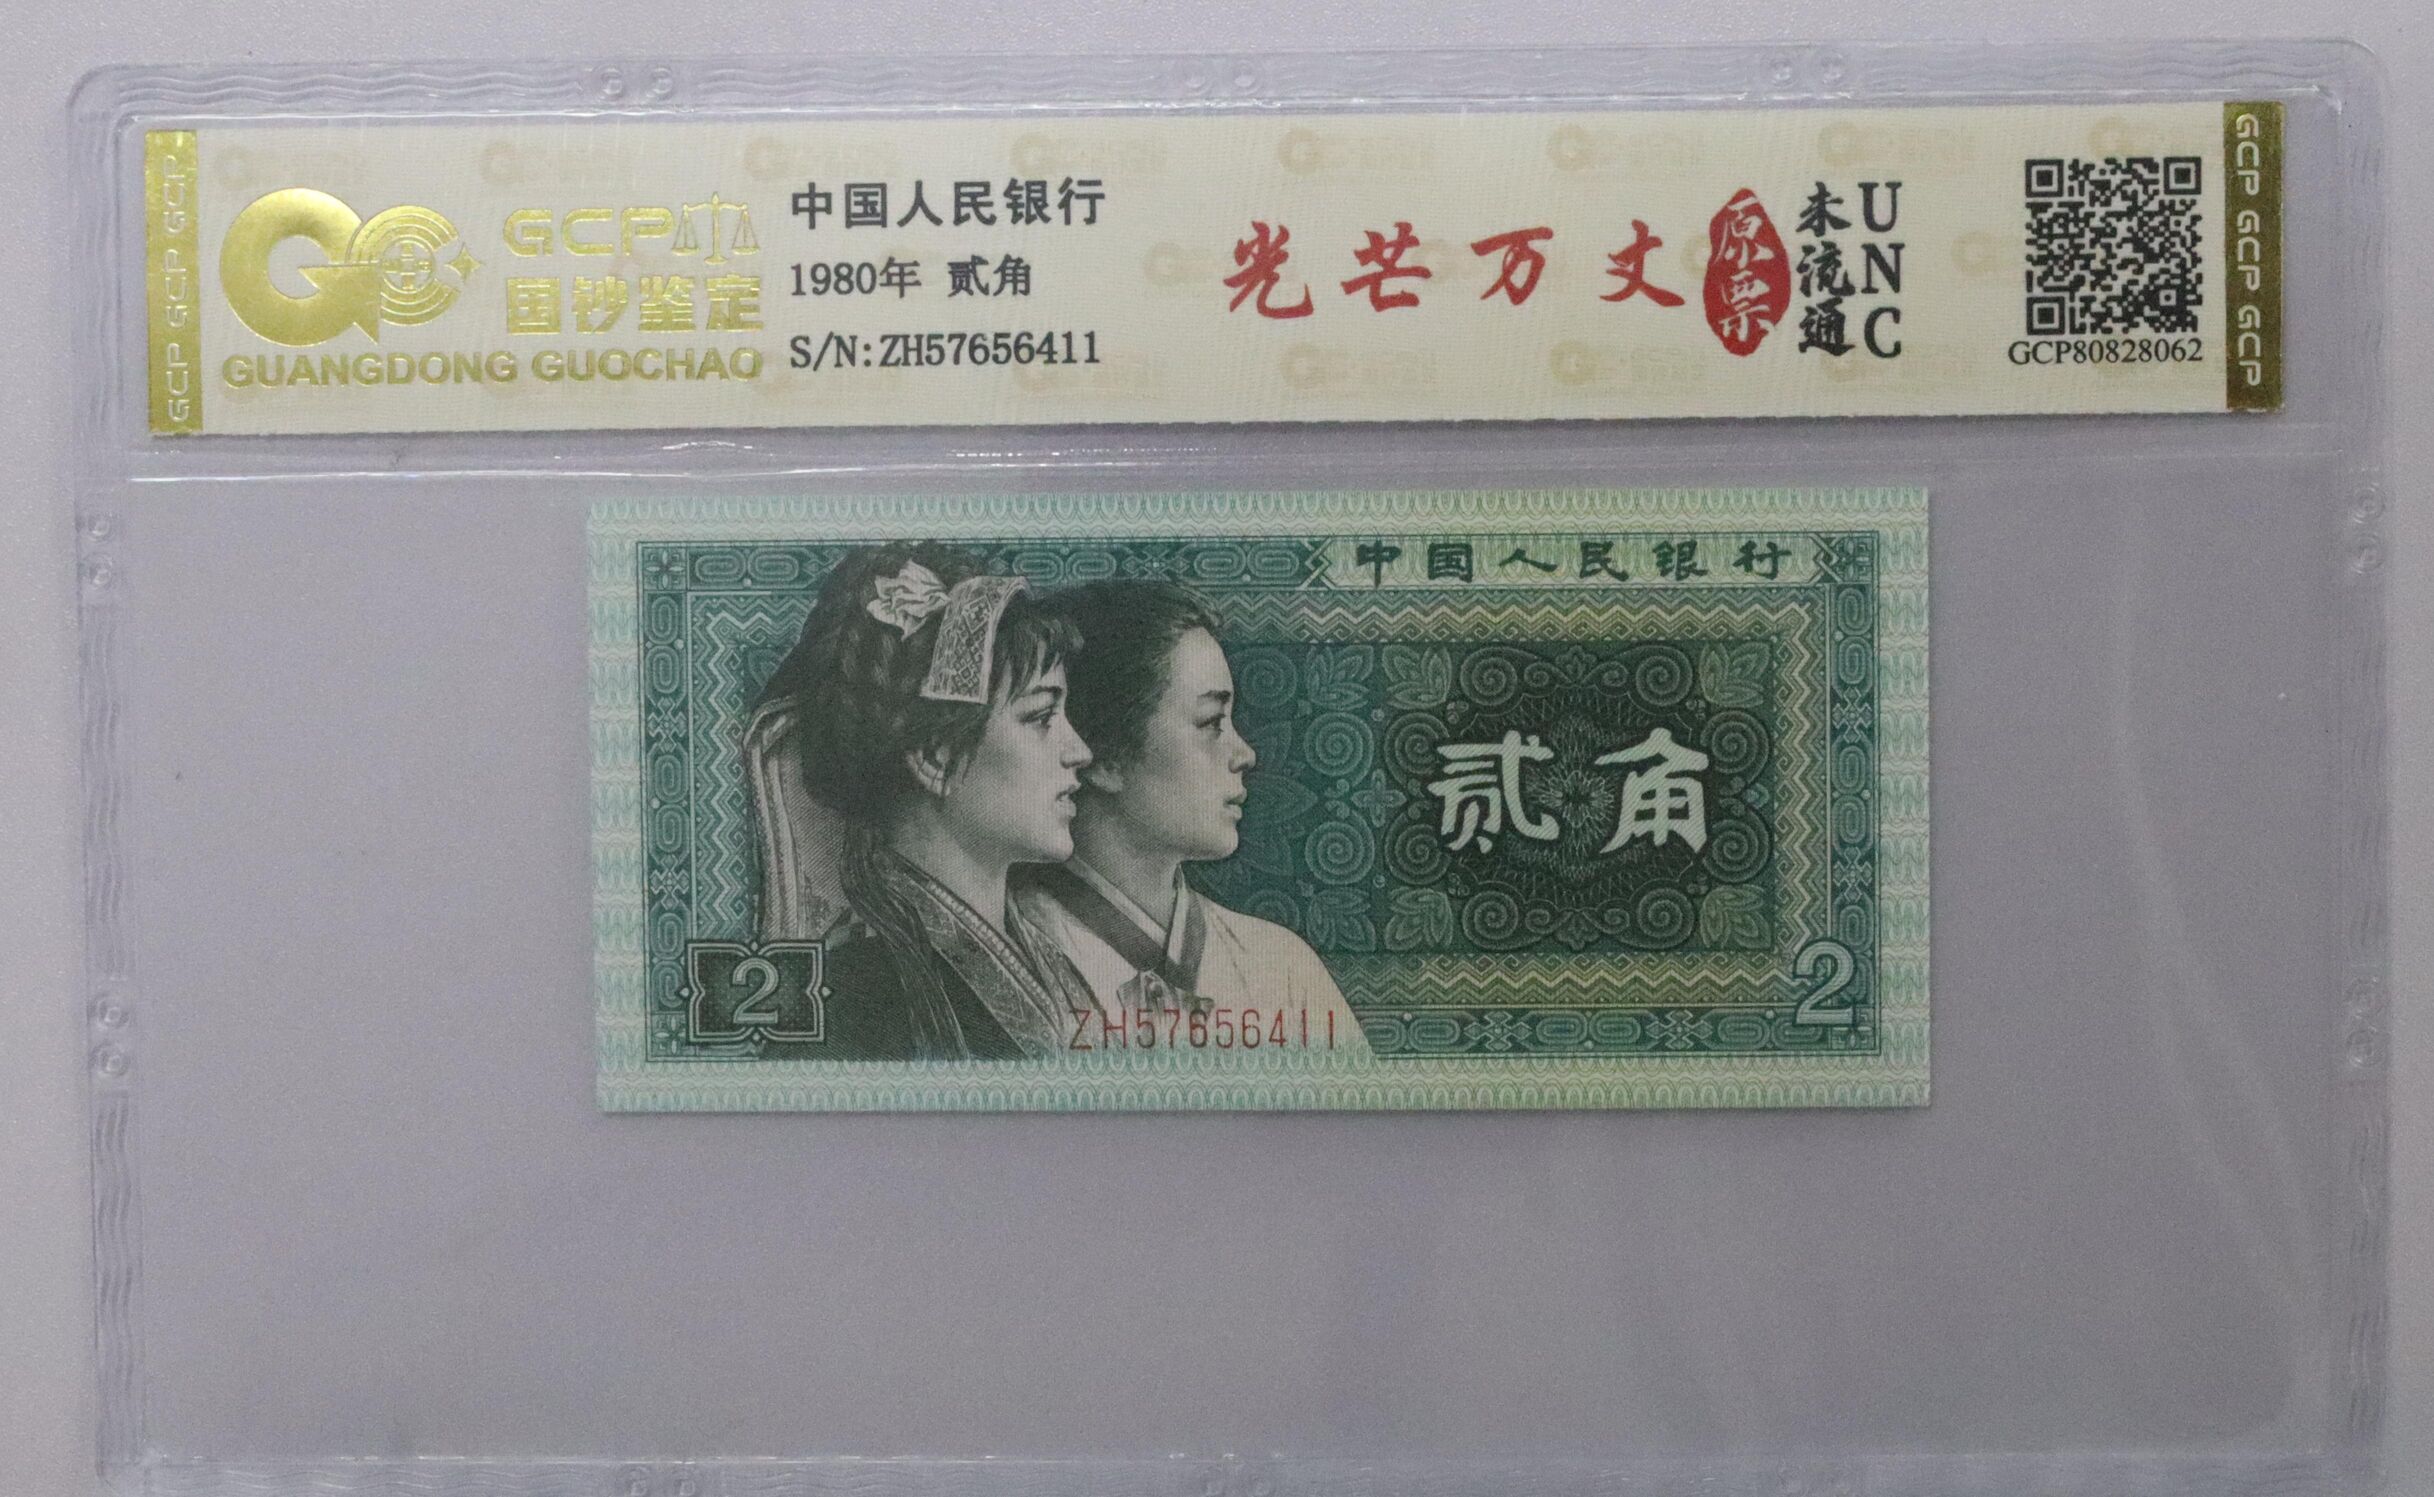 GCP GCP GCP
GCP
国钞鉴定
GUANGDONG GUOCHAO
中国人民银行
1980年 贰角
S/N:ZH57656411
光芒万丈
原票
未流通
UNC
GCP80828062
GCP GCP GCP
中国人民银行
贰角
2
2
ZH57656411